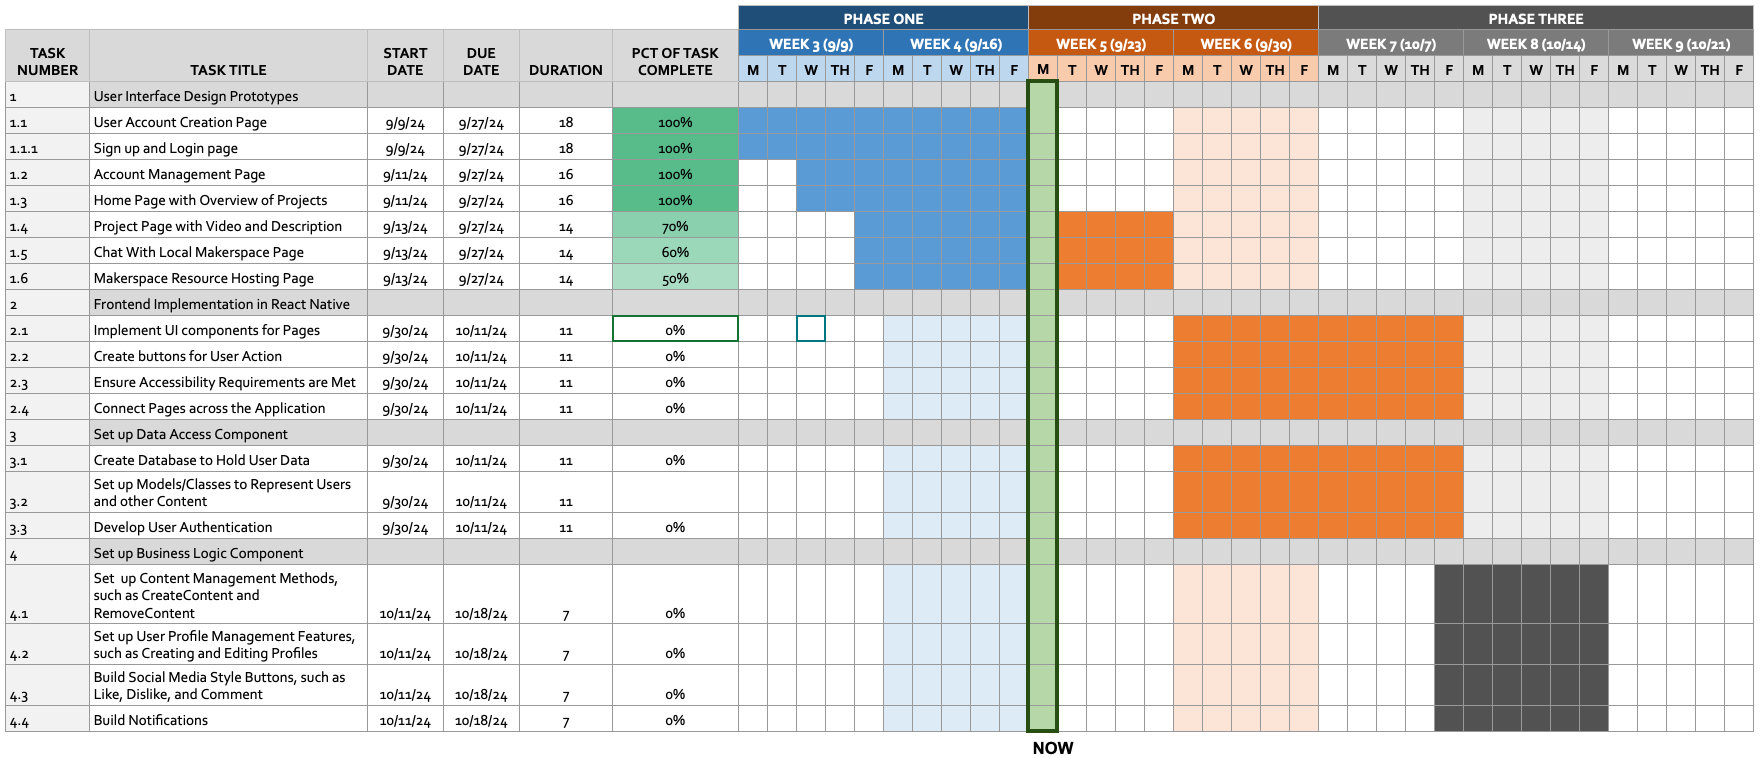 PHASE ONE PHASE TWO PHASE THREE
TASK NUMBER TASK TITLE START DATE DUE DATE DURATION PCT OF TASK COMPLETE WEEK 3 (9/9) WEEK 4 (9/16) WEEK 5 (9/23) WEEK 6 (9/30) WEEK 7 (10/7) WEEK 8 (10/14) WEEK 9 (10/21)
M T W TH F M T W TH F M T W TH F M T W TH F M T W TH F M T W TH F M T W TH F
1 User Interface Design Prototypes
1.1 User Account Creation Page 9/9/24 9/27/24 18 100%
1.1.1 Sign up and Login page 9/9/24 9/27/24 18 100%
1.2 Account Management Page 9/11/24 9/27/24 16 100%
1.3 Home Page with Overview of Projects 9/11/24 9/27/24 16 100%
1.4 Project Page with Video and Description 9/13/24 9/27/24 14 70%
1.5 Chat With Local Makerspace Page 9/13/24 9/27/24 14 60%
1.6 Makerspace Resource Hosting Page 9/13/24 9/27/24 14 50%
2 Frontend Implementation in React Native
2.1 Implement UI components for Pages 9/30/24 10/11/24 11 0%
2.2 Create buttons for User Action 9/30/24 10/11/24 11 0%
2.3 Ensure Accessibility Requirements are Met 9/30/24 10/11/24 11 0%
2.4 Connect Pages across the Application 9/30/24 10/11/24 11 0%
3 Set up Data Access Component
3.1 Create Database to Hold User Data 9/30/24 10/11/24 11 0%
Set up Models/Classes to Represent Users
3.2 and other Content 9/30/24 10/11/24 11
3.3 Develop User Authentication 9/30/24 10/11/24 11 0%
4 Set up Business Logic Component
Set up Content Management Methods,
such as CreateContent and
4.1 RemoveContent 10/11/24 10/18/24 7 0%
Set up User Profile Management Features,
4.2 such as Creating and Editing Profiles 10/11/24 10/18/24 7 0%
Build Social Media Style Buttons, such as
4.3 Like, Dislike, and Comment 10/11/24 10/18/24 7 0%
4.4 Build Notifications 10/11/24 10/18/24 7 0%
NOW